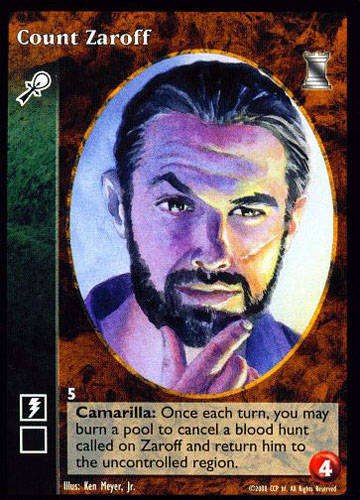 Count Zaroff
5
Camarilla: Once each turn, you may
burn a pool to cancel a blood hunt
called on Zaroff and return him to
the uncontrolled region.
4
Illus: Ken Meyer, Jr.
©2008 CCP hf. All Rights Reserved